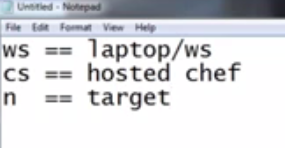 Untitled - Notepad
File Edit Format View Help
ws == laptop/ws
cs == hosted chef
n == target